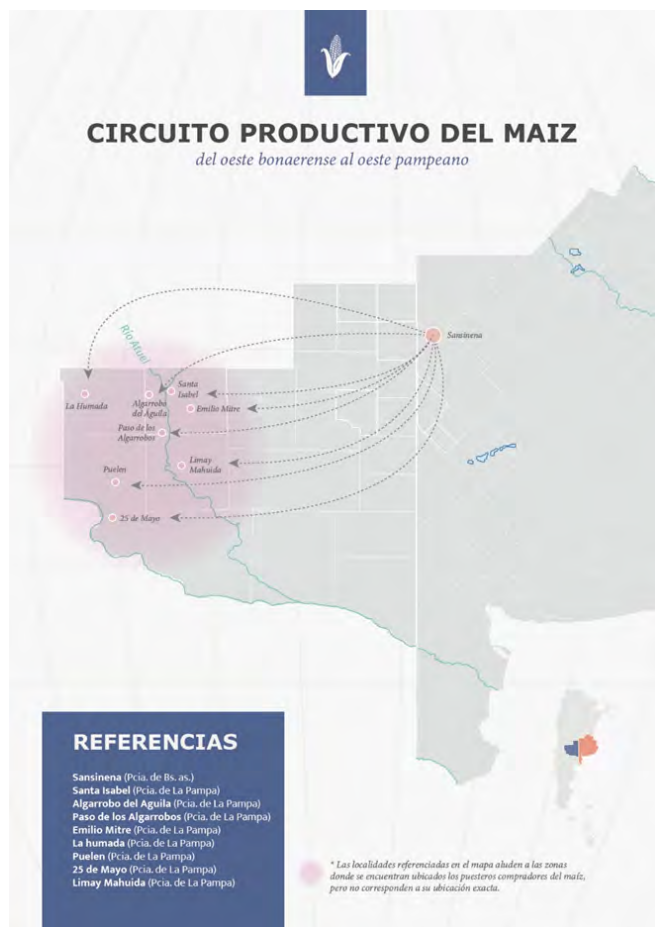 CIRCUITO PRODUCTIVO DEL MAIZ
del oeste bonaerense al oeste pampeano
Río Atuel
Sansinena
La Humada
Algarrobo
del Águila
Santa
Isabel
Emilio Mitre
Paso de los
Algarrobos
Limay
Mahuida
Puelen
25 de Mayo
REFERENCIAS
Sansinena (Pcia. de Bs. as.)
Santa Isabel (Pcia. de La Pampa)
Algarrobo del Aguila (Pcia. de La Pampa)
Paso de los Algarrobos (Pcia. de La Pampa)
Emilio Mitre (Pcia. de La Pampa)
La humada (Pcia. de La Pampa)
Puelen (Pcia. de La Pampa)
25 de Mayo (Pcia. de La Pampa)
Limay Mahuida (Pcia. de La Pampa)
* Las localidades referenciadas en el mapa aluden a las zonas
donde se encuentran ubicados los puesteros compradores del maíz,
pero no corresponden a su ubicación exacta.